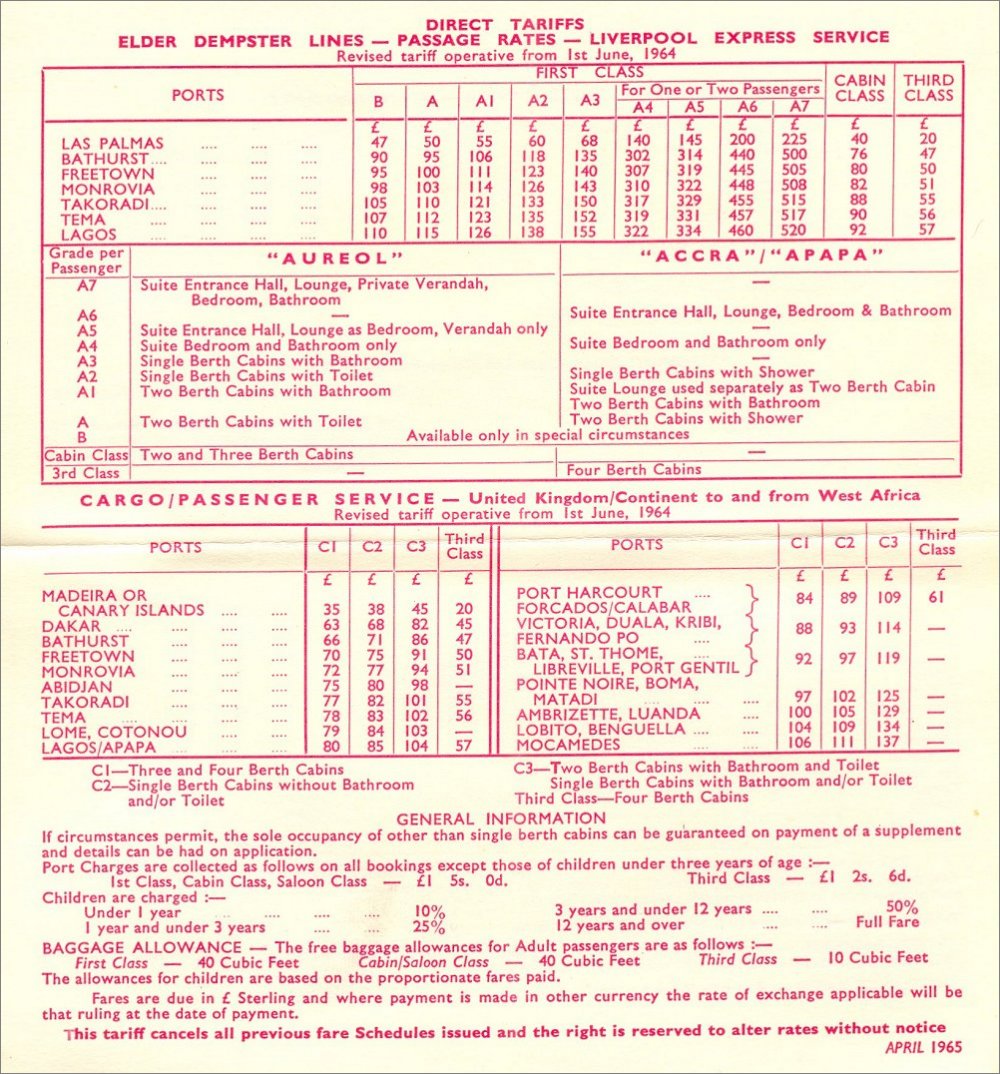 DIRECT TARIFFS
ELDER DEMPSTER LINES — PASSAGE RATES — LIVERPOOL EXPRESS SERVICE
Revised tariff operative from 1st June, 1964
PORTS FIRST CLASS CABIN CLASS THIRD CLASS
For One or Two Passengers
B A A1 A2 A3 A4 A5 A6 A7
£ £ £ £ £ £ £ £ £ £ £
LAS PALMAS .... .... .... 47 50 55 60 68 140 145 200 225 40 20
BATHURST.... .... .... 90 95 106 118 135 302 314 440 500 76 47
FREETOWN .... .... .... 95 100 111 123 140 307 319 445 505 80 50
MONROVIA .... .... .... 98 103 114 126 143 310 322 448 508 82 51
TAKORADI.... .... .... 105 110 121 133 150 317 329 455 515 88 55
TEMA .... .... .... 107 112 123 135 152 319 331 457 517 90 56
LAGOS .... .... .... 110 115 126 138 155 322 334 460 520 92 57
Grade per Passenger "AUREOL" "ACCRA"/"APAPA"
A7 Suite Entrance Hall, Lounge, Private Verandah, —
Bedroom, Bathroom
A6 — Suite Entrance Hall, Lounge, Bedroom & Bathroom
A5 Suite Entrance Hall, Lounge as Bedroom, Verandah only —
A4 Suite Bedroom and Bathroom only Suite Bedroom and Bathroom only
A3 Single Berth Cabins with Bathroom —
A2 Single Berth Cabins with Toilet Single Berth Cabins with Shower
A1 Two Berth Cabins with Bathroom Suite Lounge used separately as Two Berth Cabin
Two Berth Cabins with Bathroom
A Two Berth Cabins with Toilet Two Berth Cabins with Shower
B Available only in special circumstances
Cabin Class Two and Three Berth Cabins —
3rd Class — Four Berth Cabins
CARGO/PASSENGER SERVICE — United Kingdom/Continent to and from West Africa
Revised tariff operative from 1st June, 1964
PORTS C1 C2 C3 Third Class
£ £ £ £
MADEIRA OR
CANARY ISLANDS .... .... 35 38 45 20
DAKAR .... .... .... 63 68 82 45
BATHURST .... .... 66 71 86 47
FREETOWN .... .... 70 75 91 50
MONROVIA .... .... 72 77 94 51
ABIDJAN .... .... 75 80 98 —
TAKORADI .... .... 77 82 101 55
TEMA .... .... .... 78 83 102 56
LOME, COTONOU .... 79 84 103 —
LAGOS/APAPA .... .... 80 85 104 57
PORTS C1 C2 C3 Third Class
£ £ £ £
PORT HARCOURT ....
FORCADOS/CALABAR } 84 89 109 61
VICTORIA, DUALA, KRIBI,
FERNANDO PO .... } 88 93 114 —
BATA, ST. THOME,
LIBREVILLE, PORT GENTIL } 92 97 119 —
POINTE NOIRE, BOMA,
MATADI .... .... 97 102 125 —
AMBRIZETTE, LUANDA .... 100 105 129 —
LOBITO, BENGUELLA .... .... 104 109 134 —
MOCAMEDES .... .... 106 111 137 —
C1—Three and Four Berth Cabins
C2—Single Berth Cabins without Bathroom
and/or Toilet
C3—Two Berth Cabins with Bathroom and Toilet
Single Berth Cabins with Bathroom and/or Toilet
Third Class—Four Berth Cabins
GENERAL INFORMATION
If circumstances permit, the sole occupancy of other than single berth cabins can be guaranteed on payment of a supplement
and details can be had on application.
Port Charges are collected as follows on all bookings except those of children under three years of age :—
1st Class, Cabin Class, Saloon Class — £1 5s. 0d. Third Class — £1 2s. 6d.
Children are charged :—
Under 1 year .... .... .... 10% 3 years and under 12 years .... .... 50%
1 year and under 3 years .... .... 25% 12 years and over .... .... Full Fare
BAGGAGE ALLOWANCE — The free baggage allowances for Adult passengers are as follows :—
First Class — 40 Cubic Feet Cabin/Saloon Class — 40 Cubic Feet Third Class — 10 Cubic Feet
The allowances for children are based on the proportionate fares paid.
Fares are due in £ Sterling and where payment is made in other currency the rate of exchange applicable will be
that ruling at the date of payment.
This tariff cancels all previous fare Schedules issued and the right is reserved to alter rates without notice
APRIL 1965